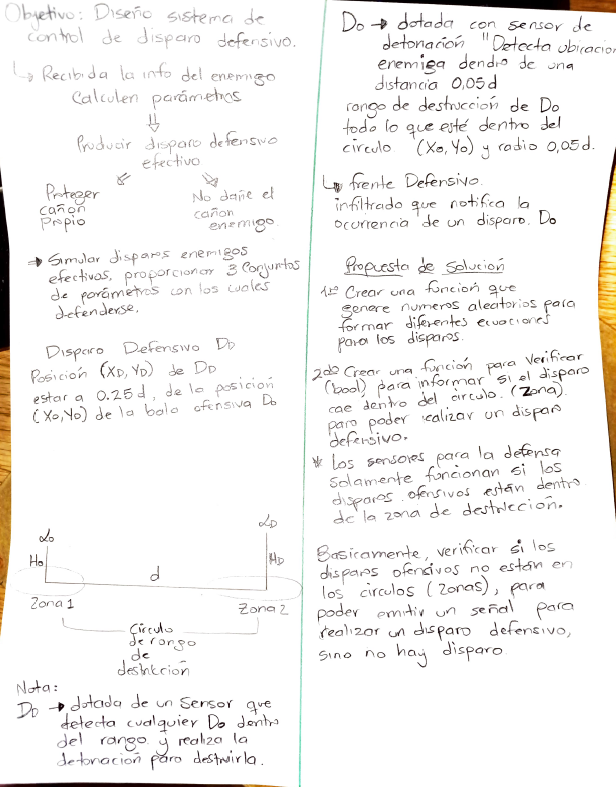 Objetivo: Diseño sistema de
control de disparo defensivo.
↳ Recibida la info del enemigo
Calculen parámetros
⇓
Producir disparo defensivo
efectivo
Proteger
cañon
propio
No dañe el
cañon
enemigo
→ Simular disparos enemigos
efectivos, proporcionar 3 conjuntos
de parámetros con los cuales
defenderse.
Disparo Defensivo DD
Posición (XD, YD) de DD
estar a 0.25d, de la posición
(Xo, Yo) de la bala ofensiva Do
αo
αD
Ho
HD
d
Zona 1
Zona 2
Círculo
de rongo
de
destrucción
Nota:
DD → dotada de un sensor que
detecta cualquier Do dentro
del rango y realiza la
detonación para destruirla.
Do → dotada con sensor de
detonación "Detecta ubicacion
enemiga dentro de una
distancia 0,05d
rango de destrucción de Do
todo lo que esté dentro del
círculo (Xo, Yo) y radio 0,05d.
↳ frente Defensivo.
infiltrado que notifica la
ocurrencia de un disparo. Do
Propuesta de Solución
1re Crear una función que
genere numeros aleatorios para
formar diferentes ecuaciones
para los disparos.
2do Crear una función para Verificar
(bool) para informar si el disparo
cae dentro del circulo. (Zona)
para poder realizar un disparo
defensivo.
* Los sensores para la defensa
Solamente funcionan si los
disparos ofensivos están dentro
de la zona de destrucción.
Basicamente, verificar si los
disparos ofensivos no están en
los circulos (zonas), para
poder emitir un señal para
realizar un disparo defensivo,
sino no hay disparo.